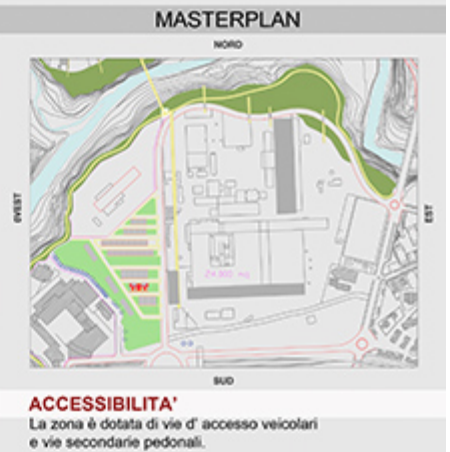 MASTERPLAN
NORD
OVEST
EST
SUD
ACCESSIBILITA'
La zona è dotata di vie d' accesso veicolari
e vie secondarie pedonali.